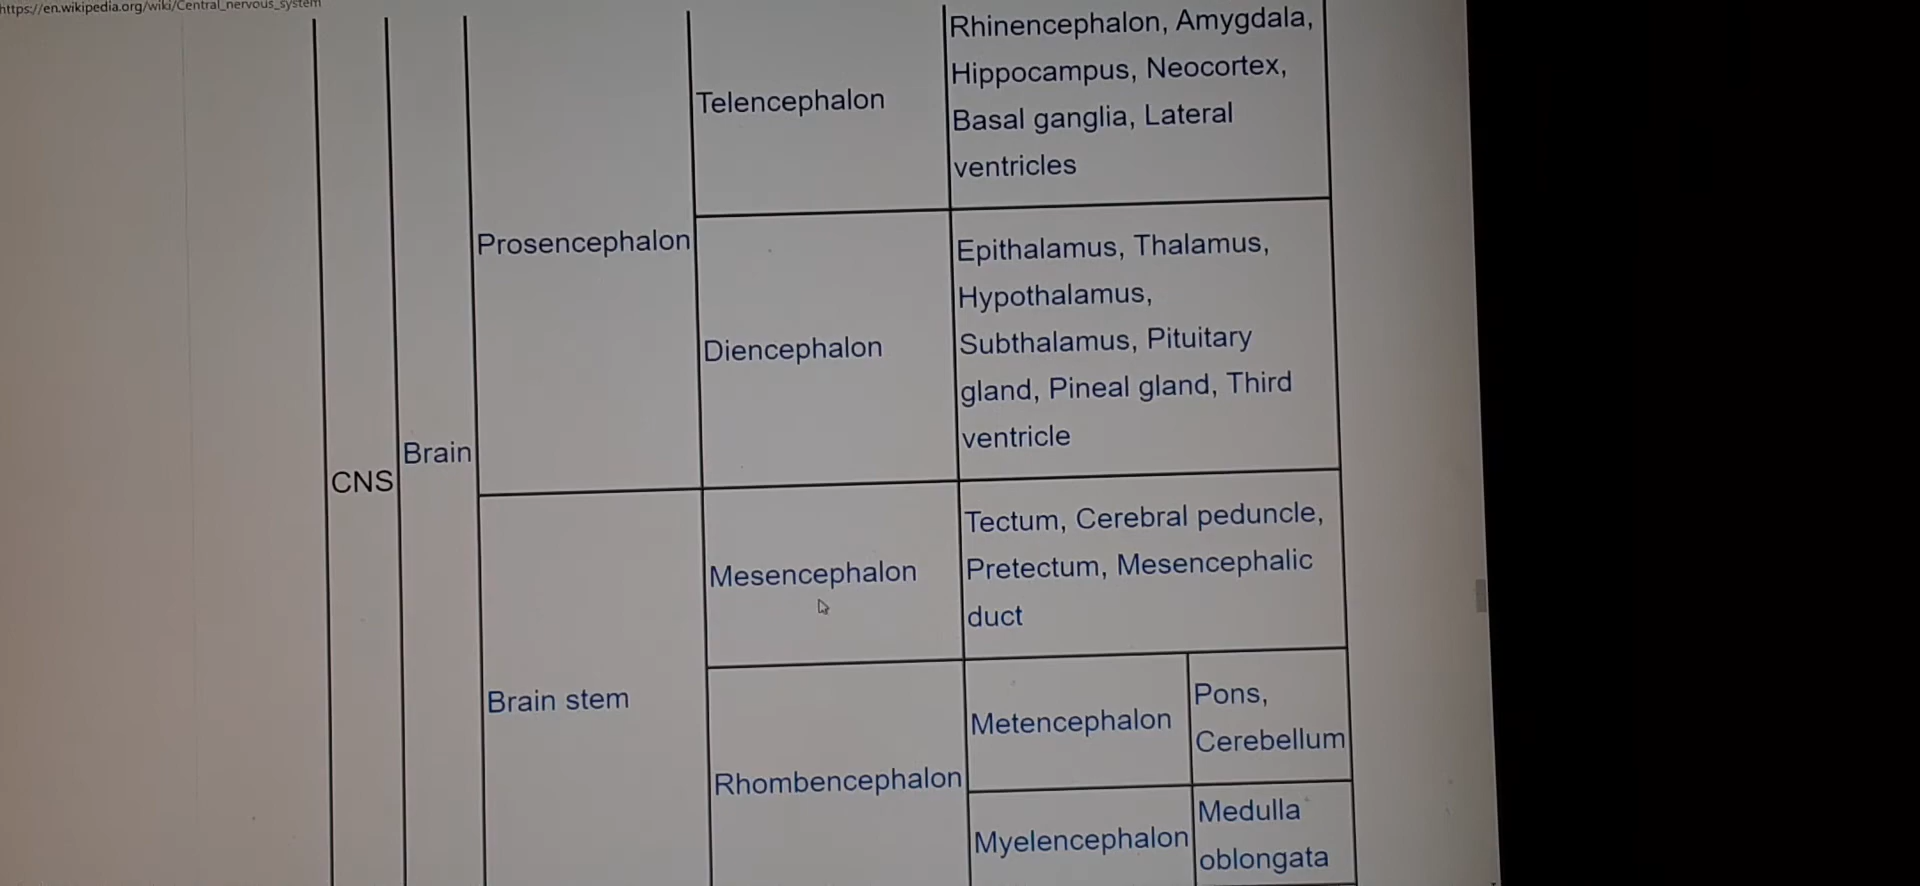 https://en.wikipedia.org/wiki/Central_nervous_system
CNS
Brain
Prosencephalon
Telencephalon
Rhinencephalon, Amygdala,
Hippocampus, Neocortex,
Basal ganglia, Lateral
ventricles
Diencephalon
Epithalamus, Thalamus,
Hypothalamus,
Subthalamus, Pituitary
gland, Pineal gland, Third
ventricle
Brain stem
Mesencephalon
Tectum, Cerebral peduncle,
Pretectum, Mesencephalic
duct
Rhombencephalon
Metencephalon
Pons,
Cerebellum
Myelencephalon
Medulla
oblongata